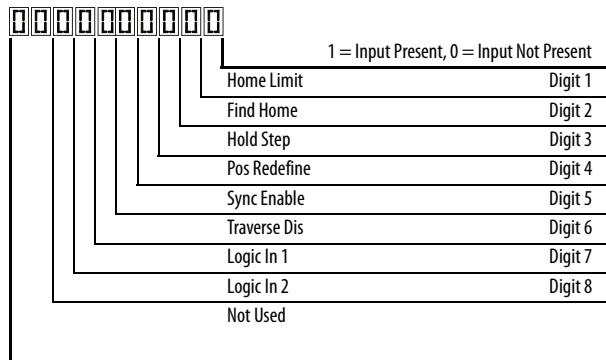 0000000000
1 = Input Present, 0 = Input Not Present
Home Limit Digit 1
Find Home Digit 2
Hold Step Digit 3
Pos Redefine Digit 4
Sync Enable Digit 5
Traverse Dis Digit 6
Logic In 1 Digit 7
Logic In 2 Digit 8
Not Used